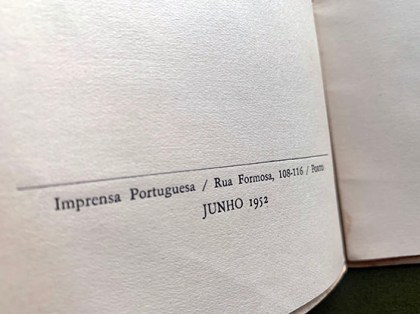 Imprensa Portuguesa / Rua Formosa, 108-116 / Porto
JUNHO 1952